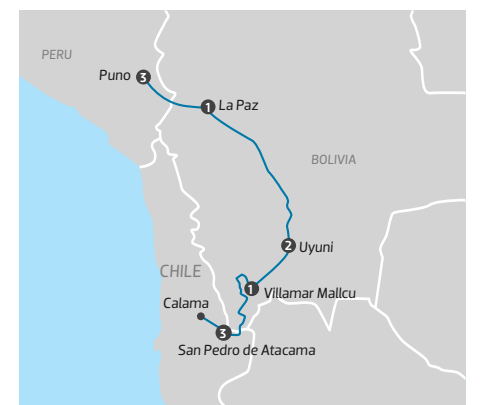 PERU
Puno 3
1 La Paz
BOLIVIA
2 Uyuni
CHILE
1 Villamar Mallcu
Calama
3
San Pedro de Atacama